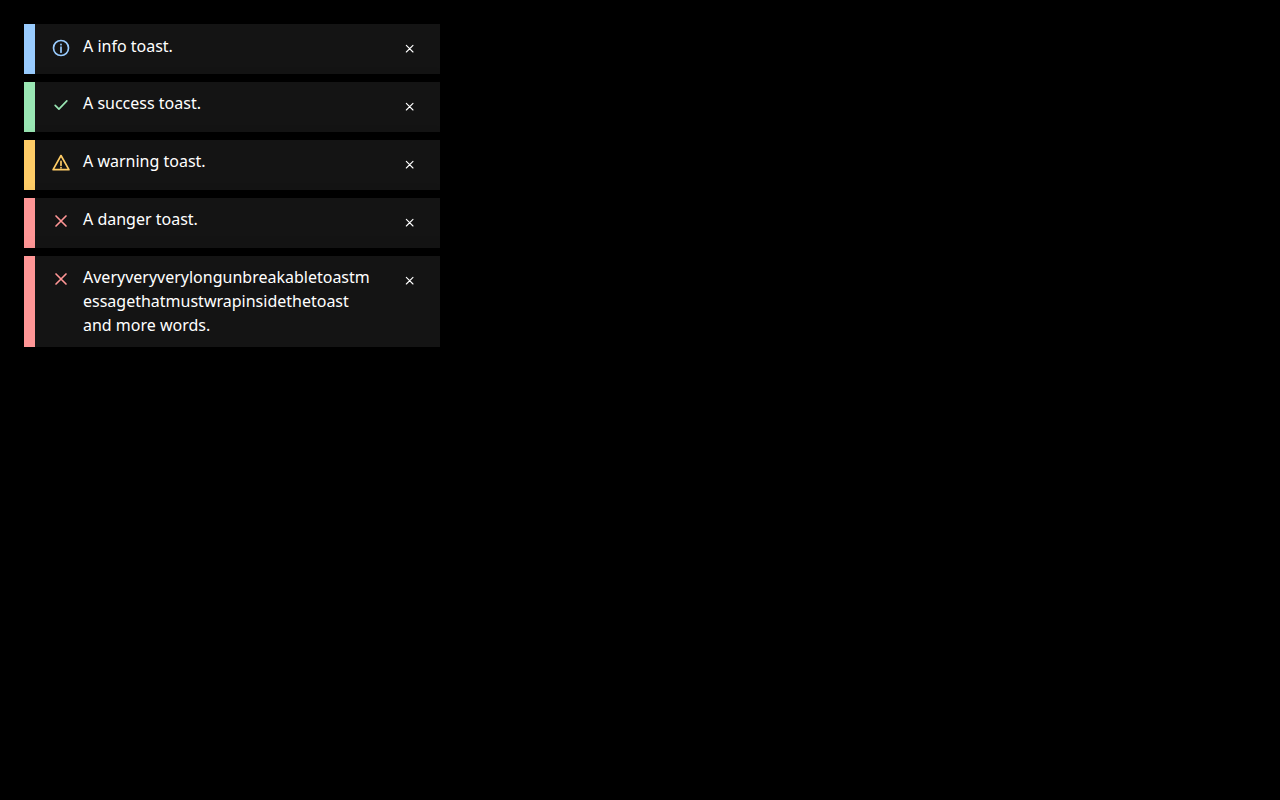 A info toast.
A success toast.
A warning toast.
A danger toast.
Averyveryverylongunbreakabletoastm
essagethatmustwrapinsidethetoast
and more words.